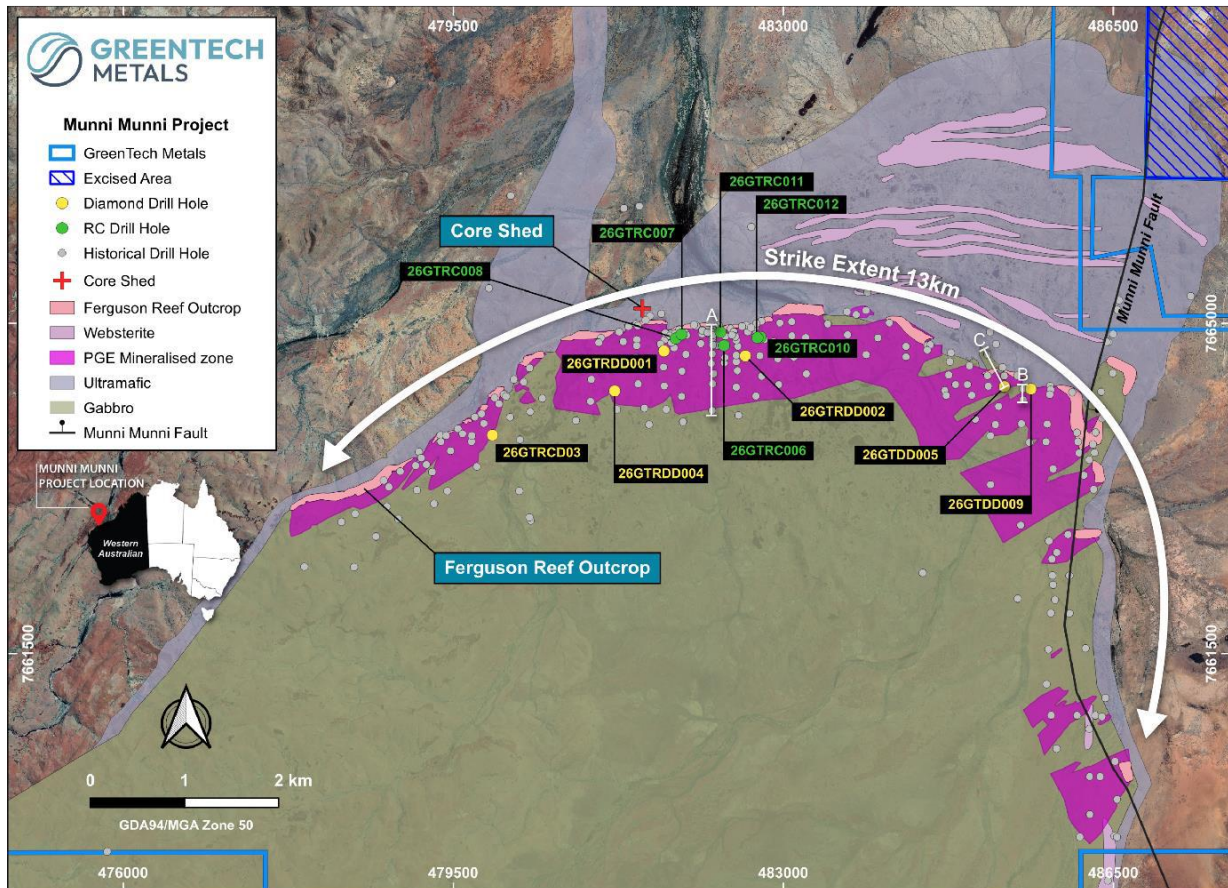 GREENTECH
METALS
Munni Munni Project
GreenTech Metals
Excised Area
Diamond Drill Hole
RC Drill Hole
Historical Drill Hole
Core Shed
Ferguson Reef Outcrop
Websterite
PGE Mineralised zone
Ultramafic
Gabbro
Munni Munni Fault
479500
483000
486500
26GTRC011
26GTRC012
26GTRC007
Core Shed
26GTRC008
Strike Extent 13km
Munni Munni Fault
7665000
A
C
B
26GTRC010
26GTRDD001
26GTRDD002
26GTRCD03
26GTRDD004
26GTRC006
26GTDD005
26GTDD009
MUNNI MUNNI
PROJECT LOCATION
Western
Australian
Ferguson Reef Outcrop
7661500
7661500
0 1 2 km
GDA94/MGA Zone 50
476000
479500
483000
486500